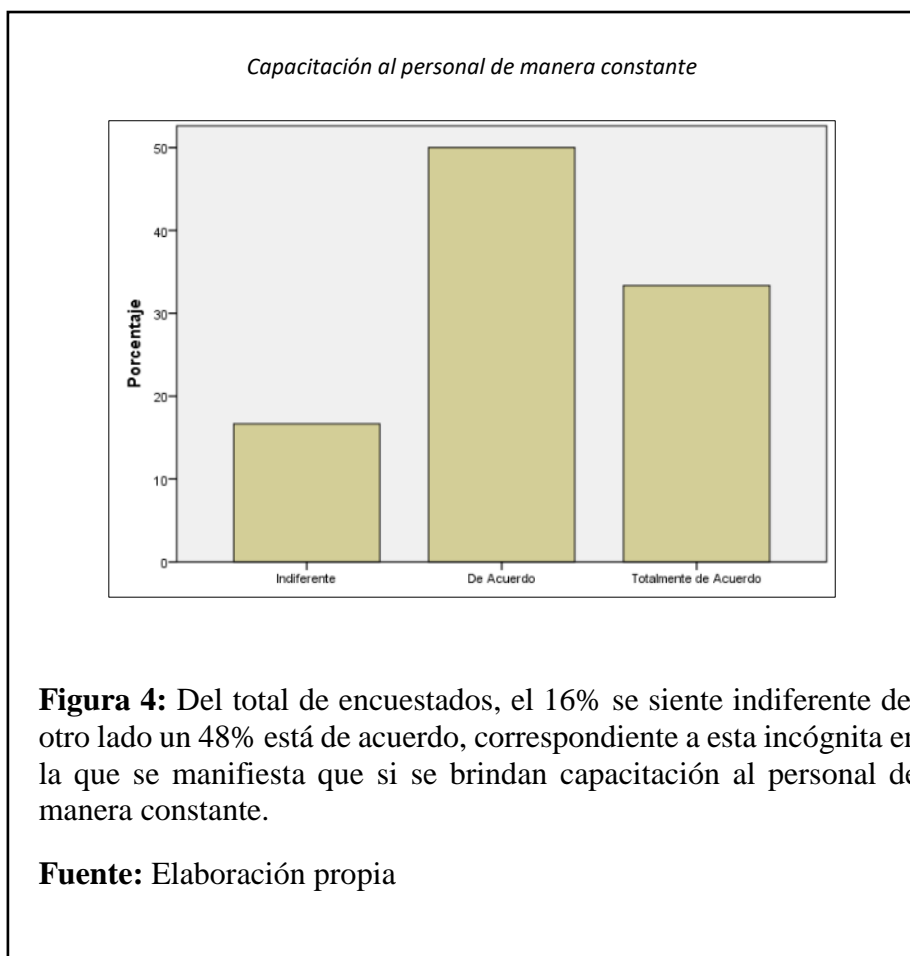 Capacitación al personal de manera constante
50
40
30
20
10
0
Porcentaje
Indiferente De Acuerdo Totalmente de Acuerdo
Figura 4: Del total de encuestados, el 16% se siente indiferente de
otro lado un 48% está de acuerdo, correspondiente a esta incógnita en
la que se manifiesta que si se brindan capacitación al personal de
manera constante.
Fuente: Elaboración propia